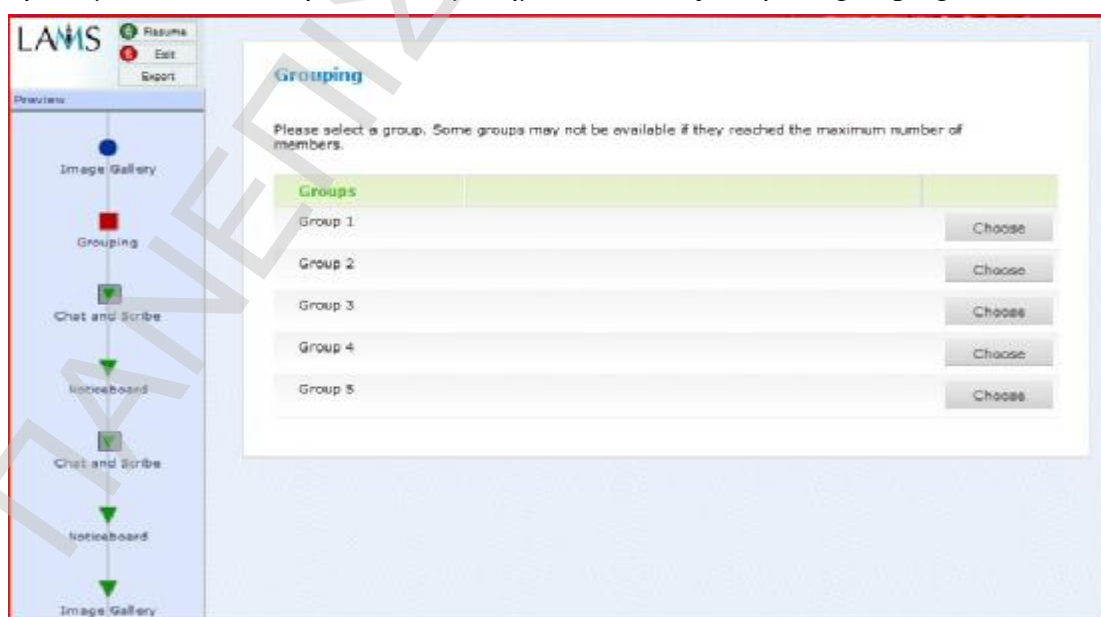 LAMS
Resume
Exit
Export
Preview
Image Gallery
Grouping
Chat and Scribe
Noticeboard
Chat and Scribe
Noticeboard
Image Gallery
Grouping
Please select a group. Some groups may not be available if they reached the maximum number of
members.
Groups
Group 1 Choose
Group 2 Choose
Group 3 Choose
Group 4 Choose
Group 5 Choose